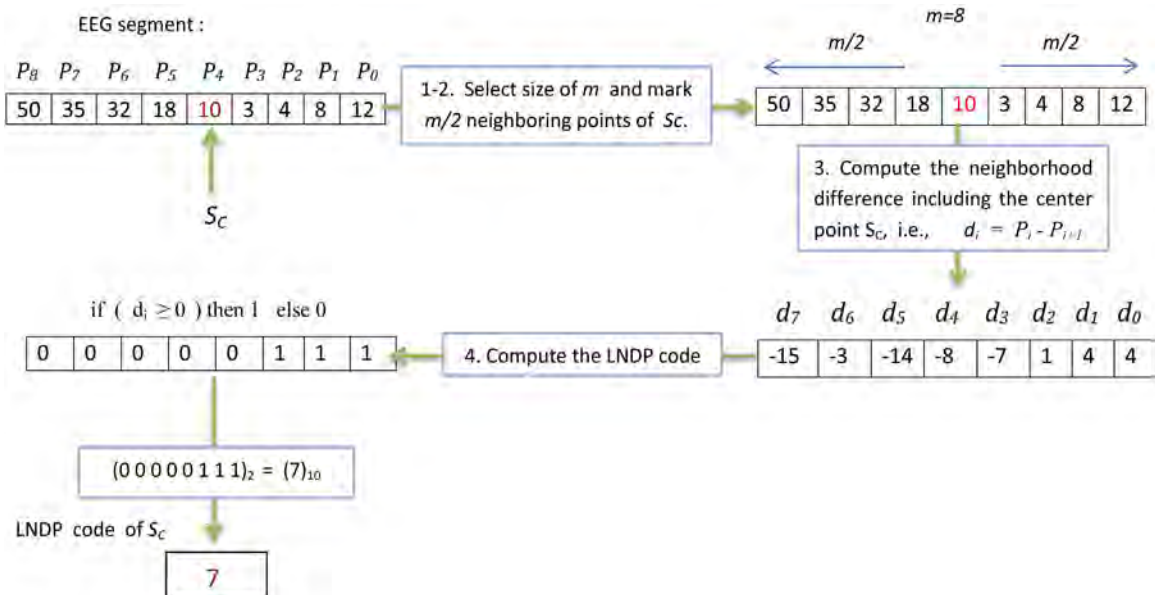 EEG segment :
P8 P7 P6 P5 P4 P3 P2 P1 P0
50 35 32 18 10 3 4 8 12
SC
1-2. Select size of m and mark
m/2 neighboring points of Sc.
m=8
m/2 m/2
50 35 32 18 10 3 4 8 12
3. Compute the neighborhood
difference including the center
point SC, i.e., di = Pi - Pi+1
d7 d6 d5 d4 d3 d2 d1 d0
-15 -3 -14 -8 -7 1 4 4
4. Compute the LNDP code
if ( di ≥0 ) then 1 else 0
0 0 0 0 0 1 1 1
(0 0 0 0 0 1 1 1)2 = (7)10
LNDP code of SC
7